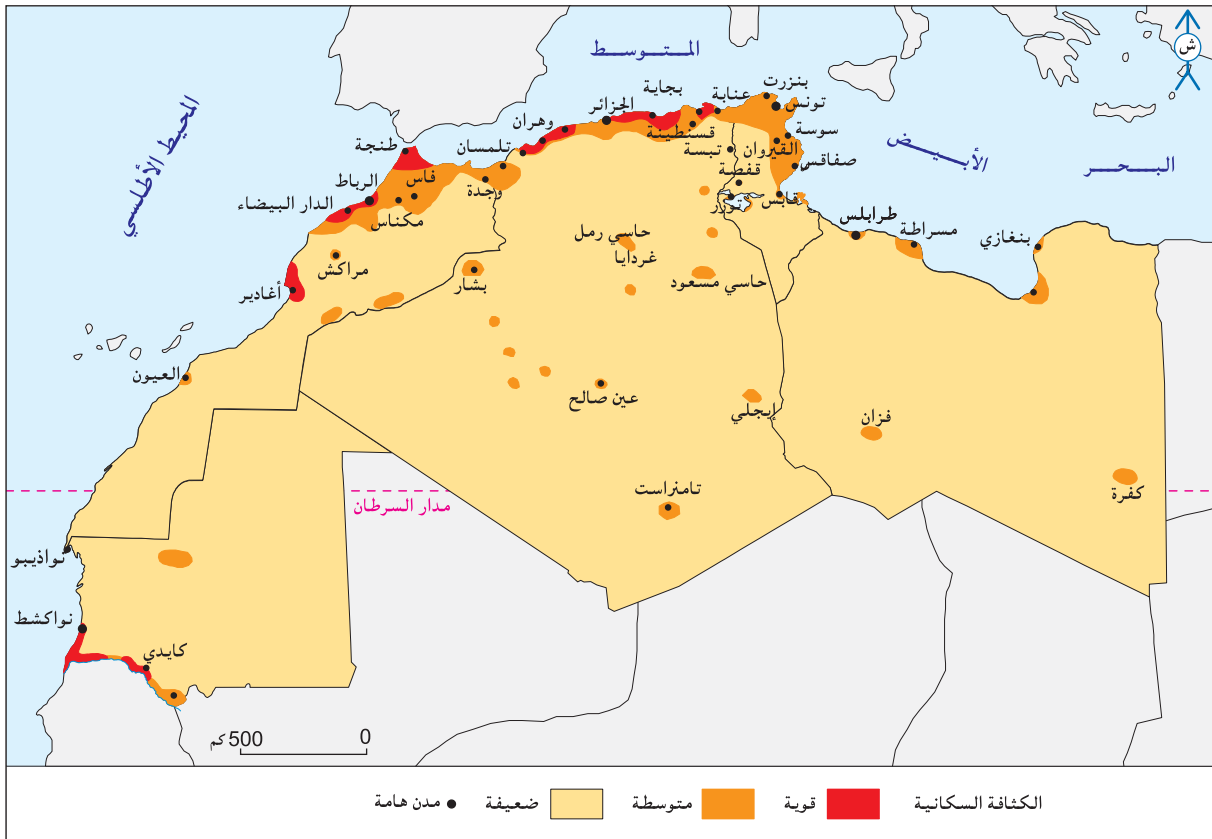 ش
المتوسط
الأبيض
البحر
المحيط الأطلسي
بنزرت
تونس
عنابة
بجاية
الجزائر
وهران
قسنطينة
سوسة
تلمسان
تبسة
القيروان
صفاقس
طنجة
قفصة
فاس
وجدة
الرباط
توزر
قابس
الدار البيضاء
مكناس
طرابلس
مسراطة
بنغازي
حاسي رمل
غردايا
مراكش
بشار
حاسي مسعود
أغادير
العيون
عين صالح
إيجلي
فزان
تامنراست
كفرة
مدار السرطان
نواذيبو
نواكشط
كايدي
0
500 كم
الكثافة السكانية
قوية
متوسطة
ضعيفة
مدن هامة